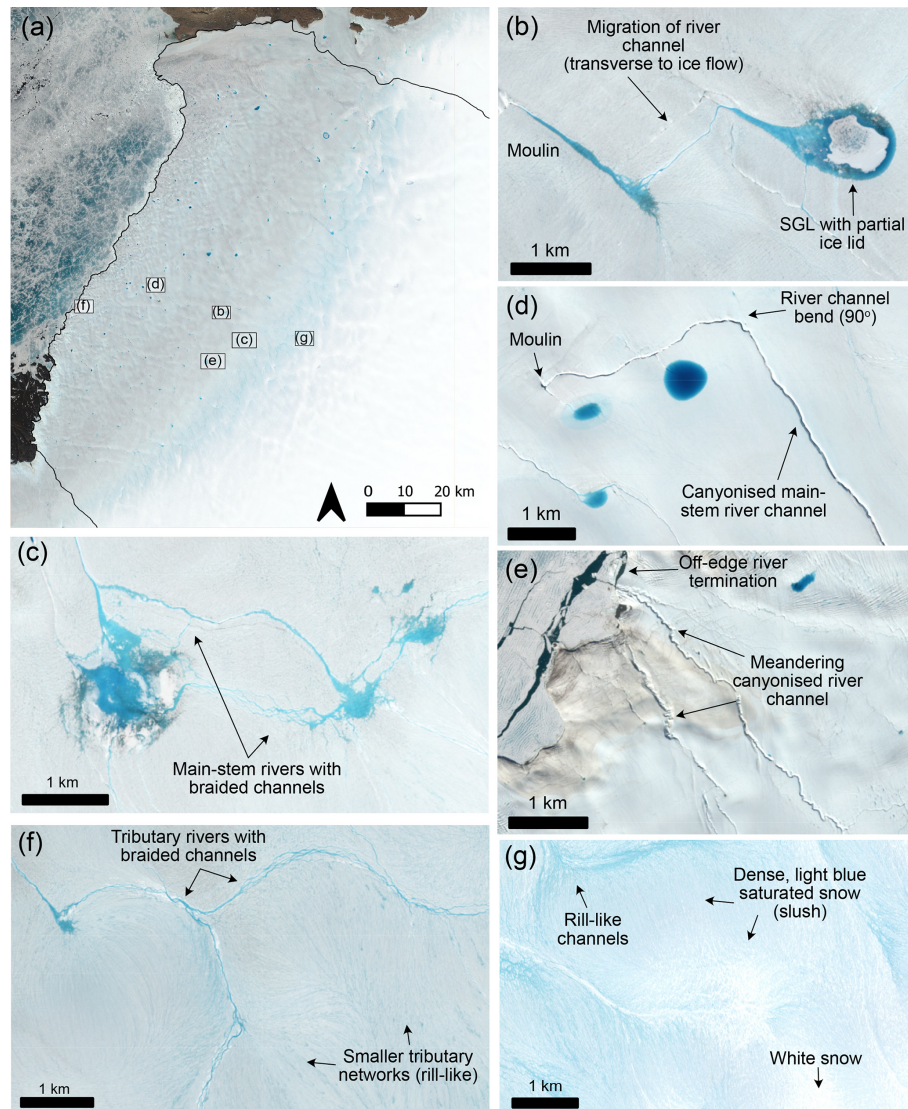 (a)
(f)
(d)
(b)
(c)
(e)
(g)
0 10 20 km
(b)
Migration of river
channel
(transverse to ice flow)
Moulin
SGL with partial
ice lid
1 km
(d)
River channel
bend (90°)
Moulin
Canyonised main-
stem river channel
1 km
(c)
Main-stem rivers with
braided channels
1 km
(e)
Off-edge river
termination
Meandering
canyonised river
channel
1 km
(f)
Tributary rivers with
braided channels
Smaller tributary
networks (rill-like)
1 km
(g)
Dense, light blue
saturated snow
(slush)
Rill-like
channels
White snow
1 km